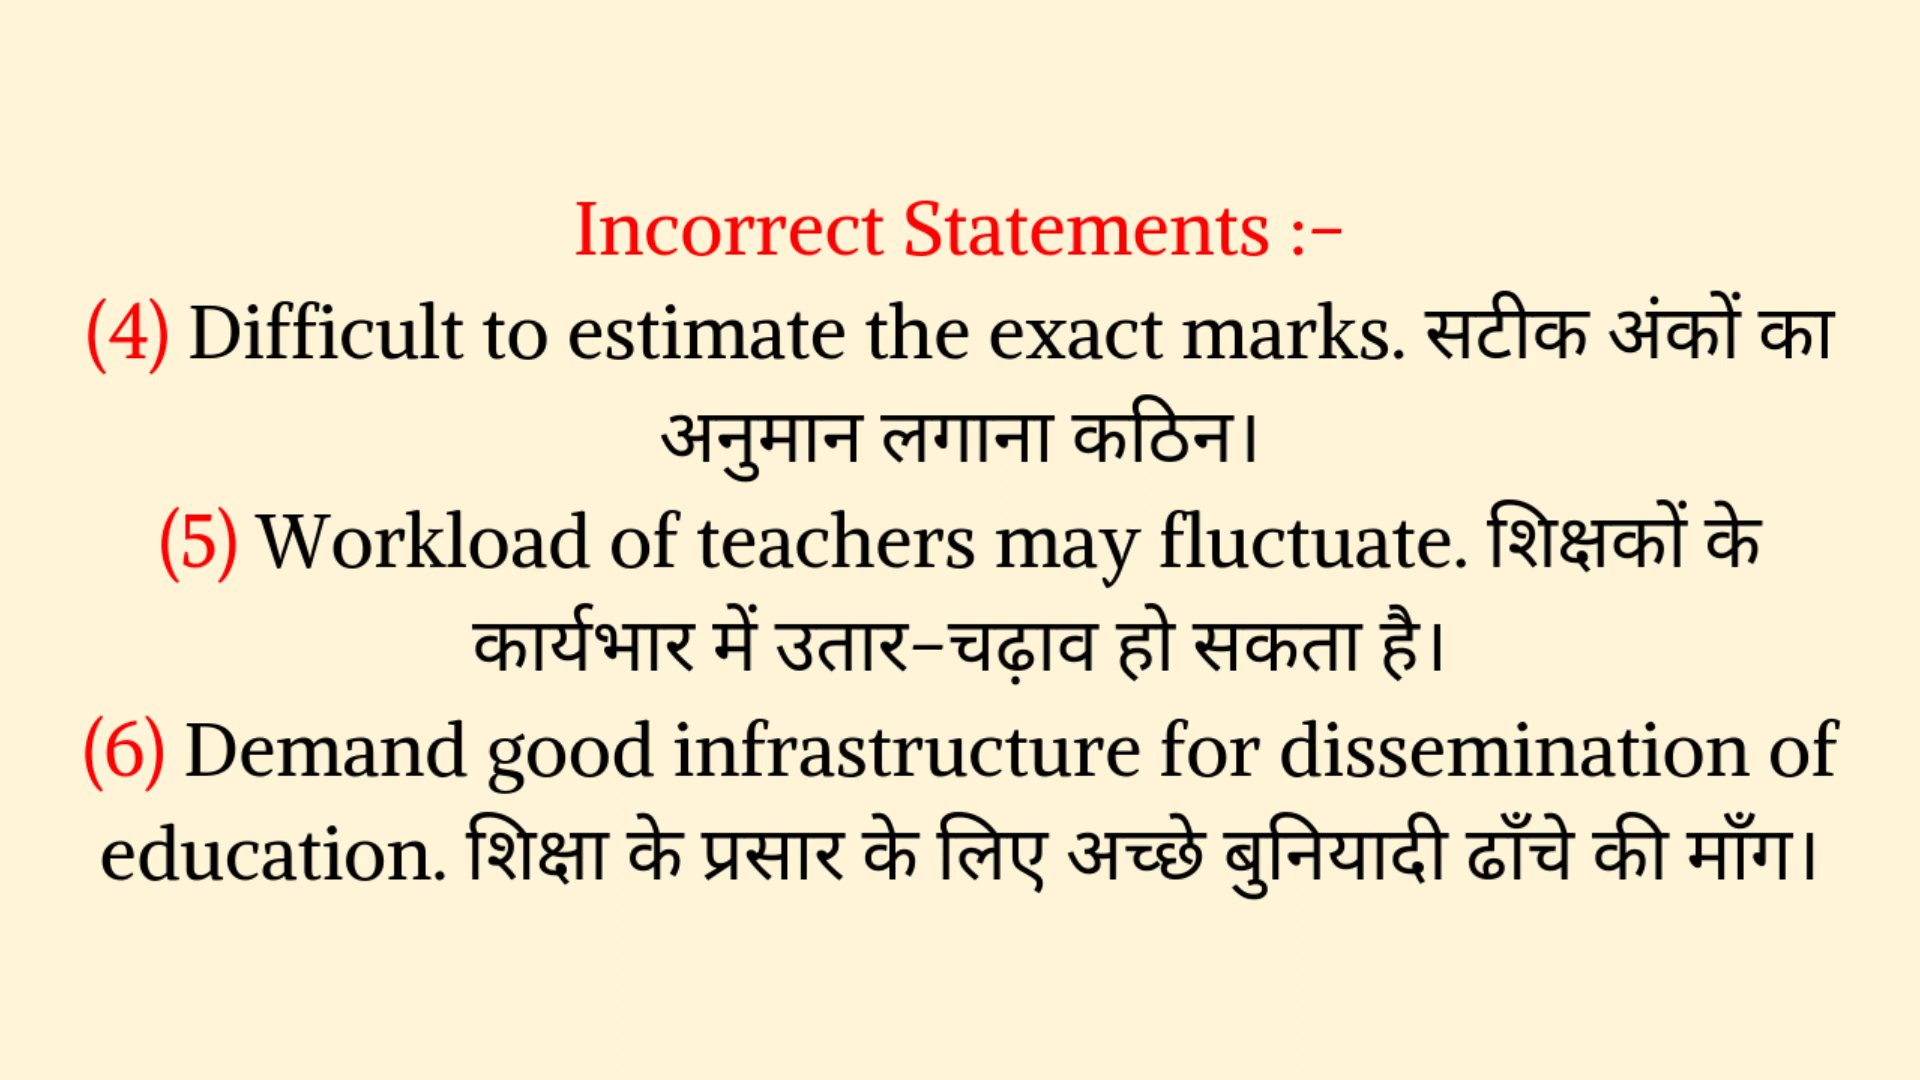 Incorrect Statements :-
(4) Difficult to estimate the exact marks. सटीक अंकों का
अनुमान लगाना कठिन।
(5) Workload of teachers may fluctuate. शिक्षकों के
कार्यभार में उतार-चढ़ाव हो सकता है।
(6) Demand good infrastructure for dissemination of
education. शिक्षा के प्रसार के लिए अच्छे बुनियादी ढाँचे की माँग।